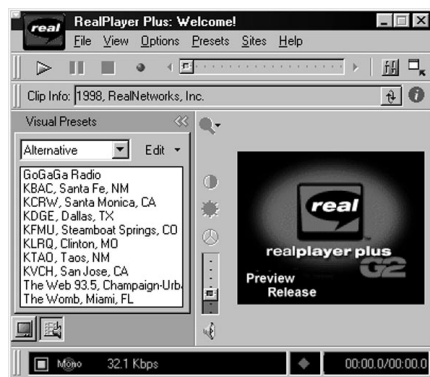 real
RealPlayer Plus: Welcome!
File View Options Presets Sites Help
Clip Info: 1998, RealNetworks, Inc.
Visual Presets
Alternative Edit
GoGaGa Radio
KBAC, Santa Fe, NM
KCRW, Santa Monica, CA
KDGE, Dallas, TX
KFMU, Steamboat Springs, CO
KLRQ, Clinton, MO
KTAO, Taos, NM
KVCH, San Jose, CA
The Web 93.5, Champaign-Urb
The Womb, Miami, FL
real
realplayer plus
G2
Preview
Release
Mono 32.1 Kbps 00:00.0/00:00.0